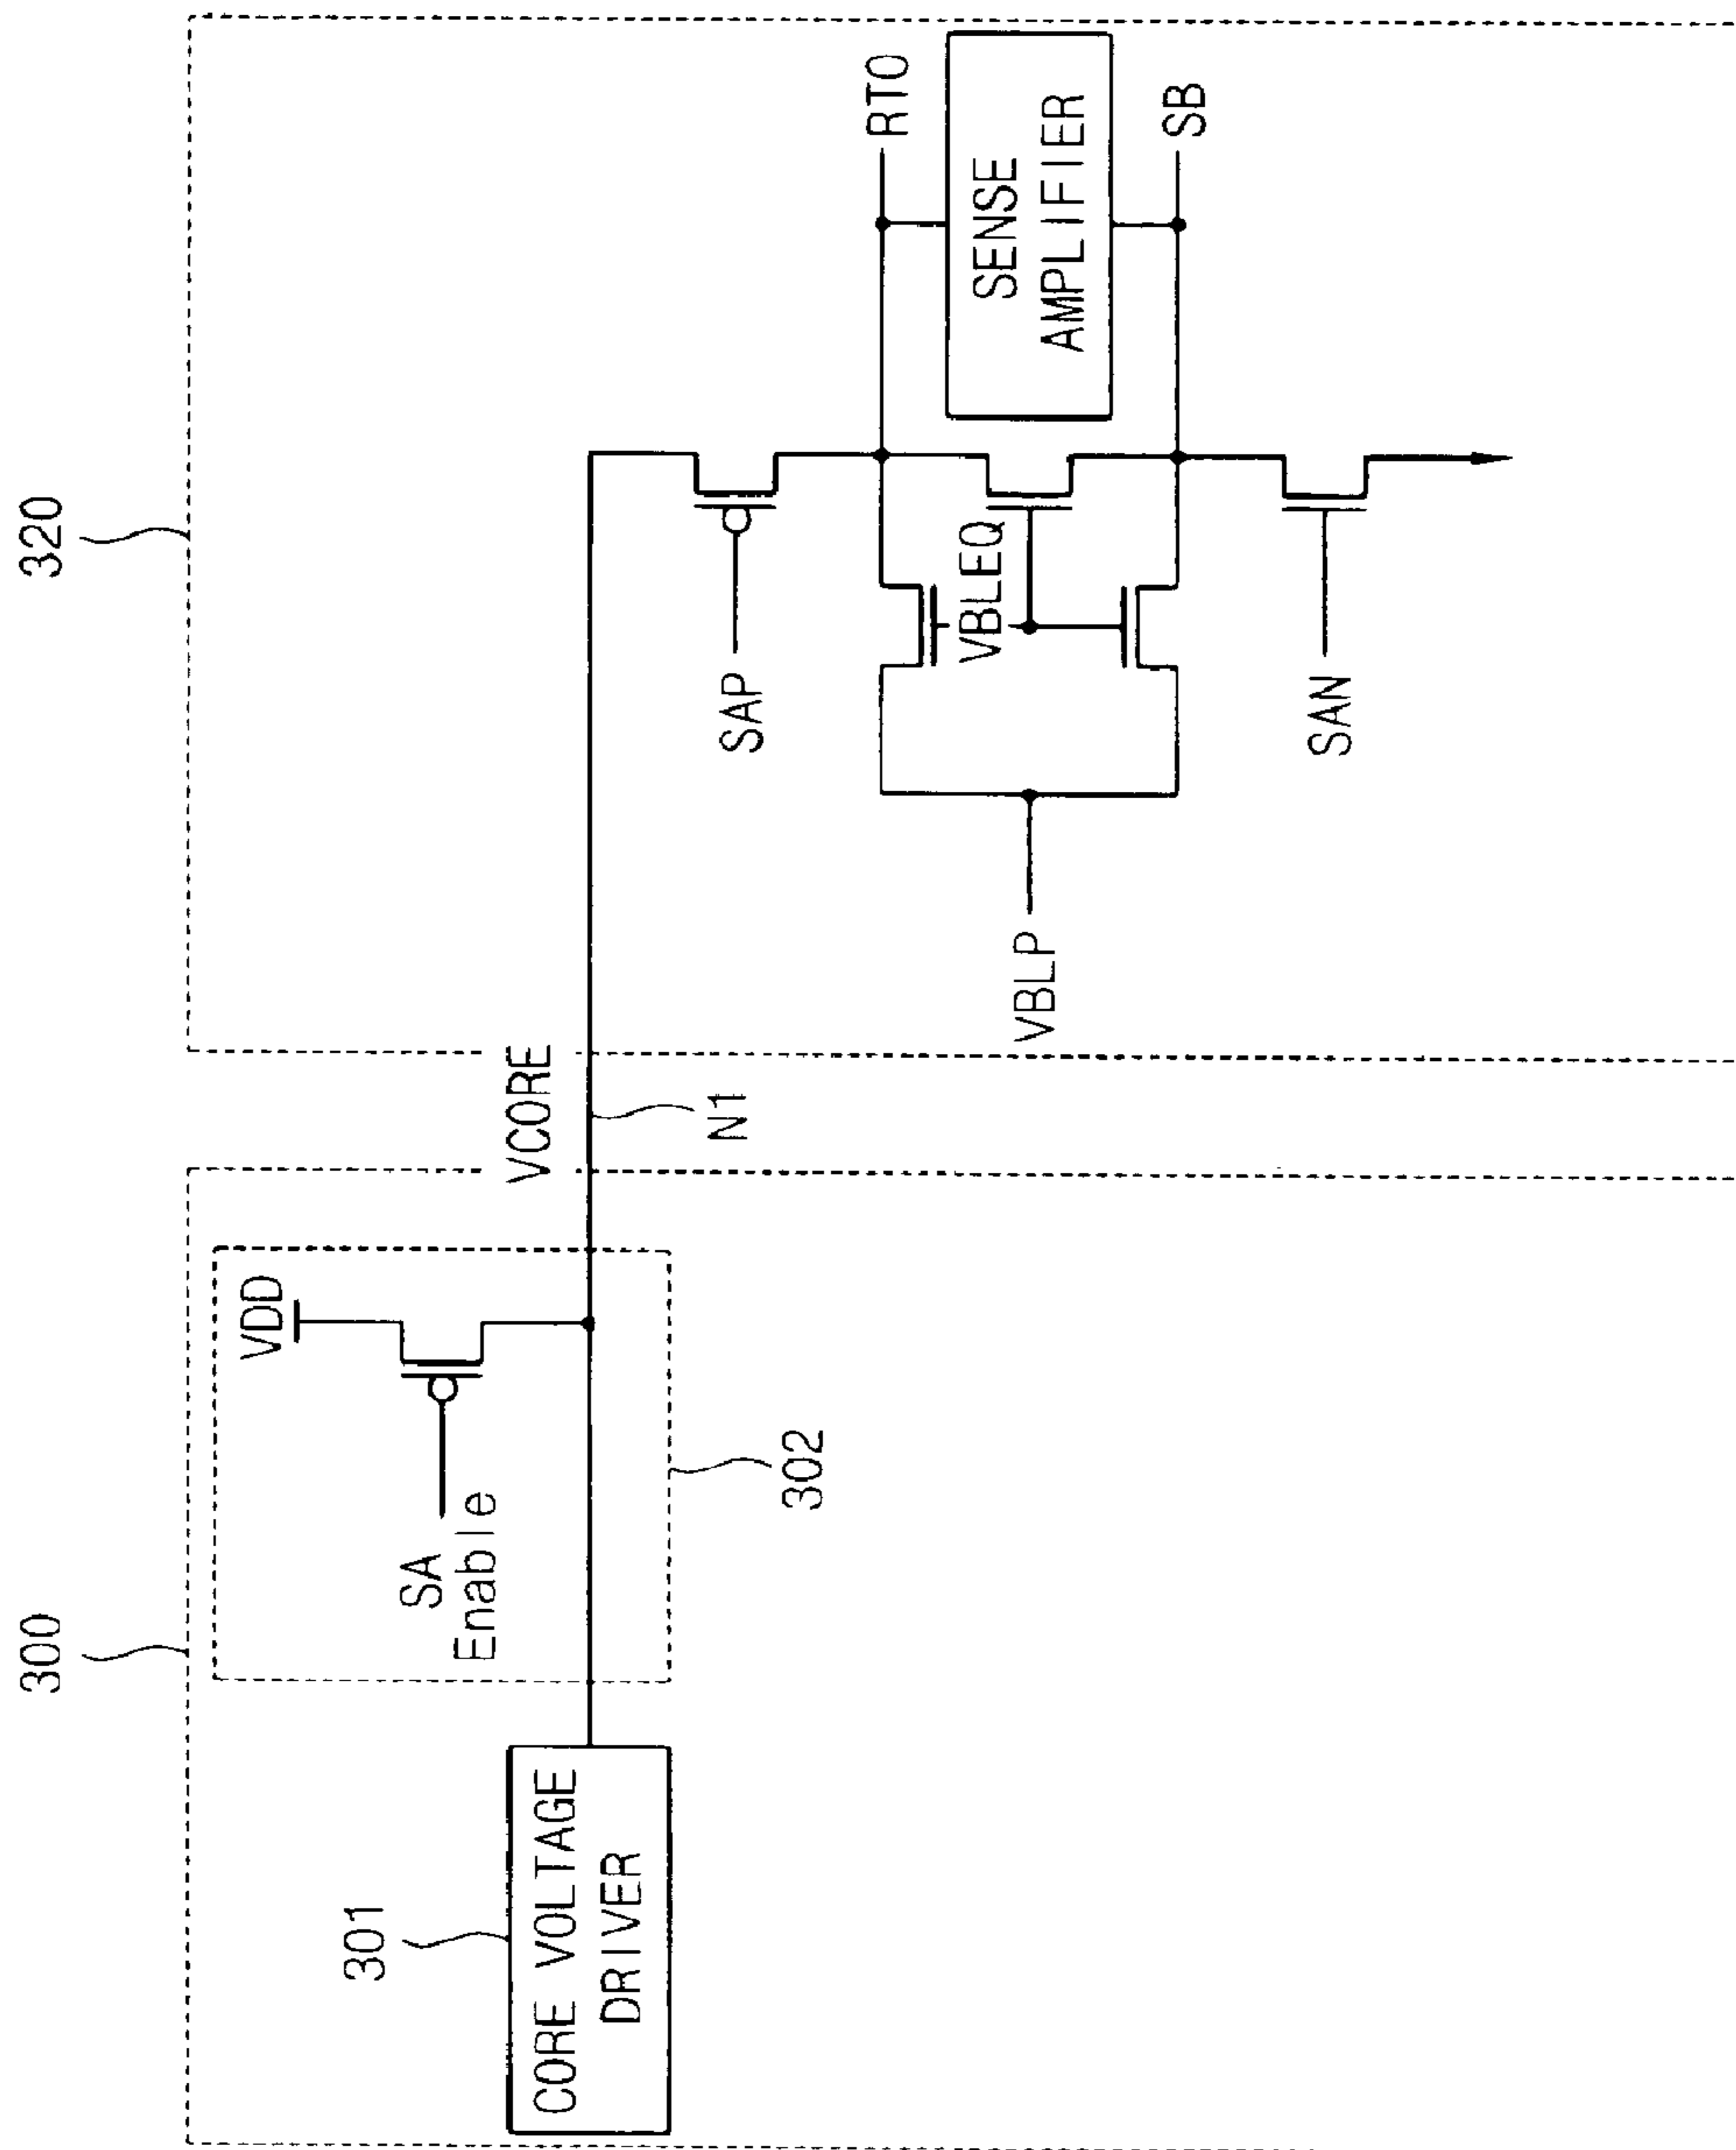 300
320
301
CORE VOLTAGE
DRIVER
VDD
SA
Enable
302
VCORE
N1
SAP
VBLEQ
VBLP
SAN
RTO
SENSE
AMPLIFIER
SB